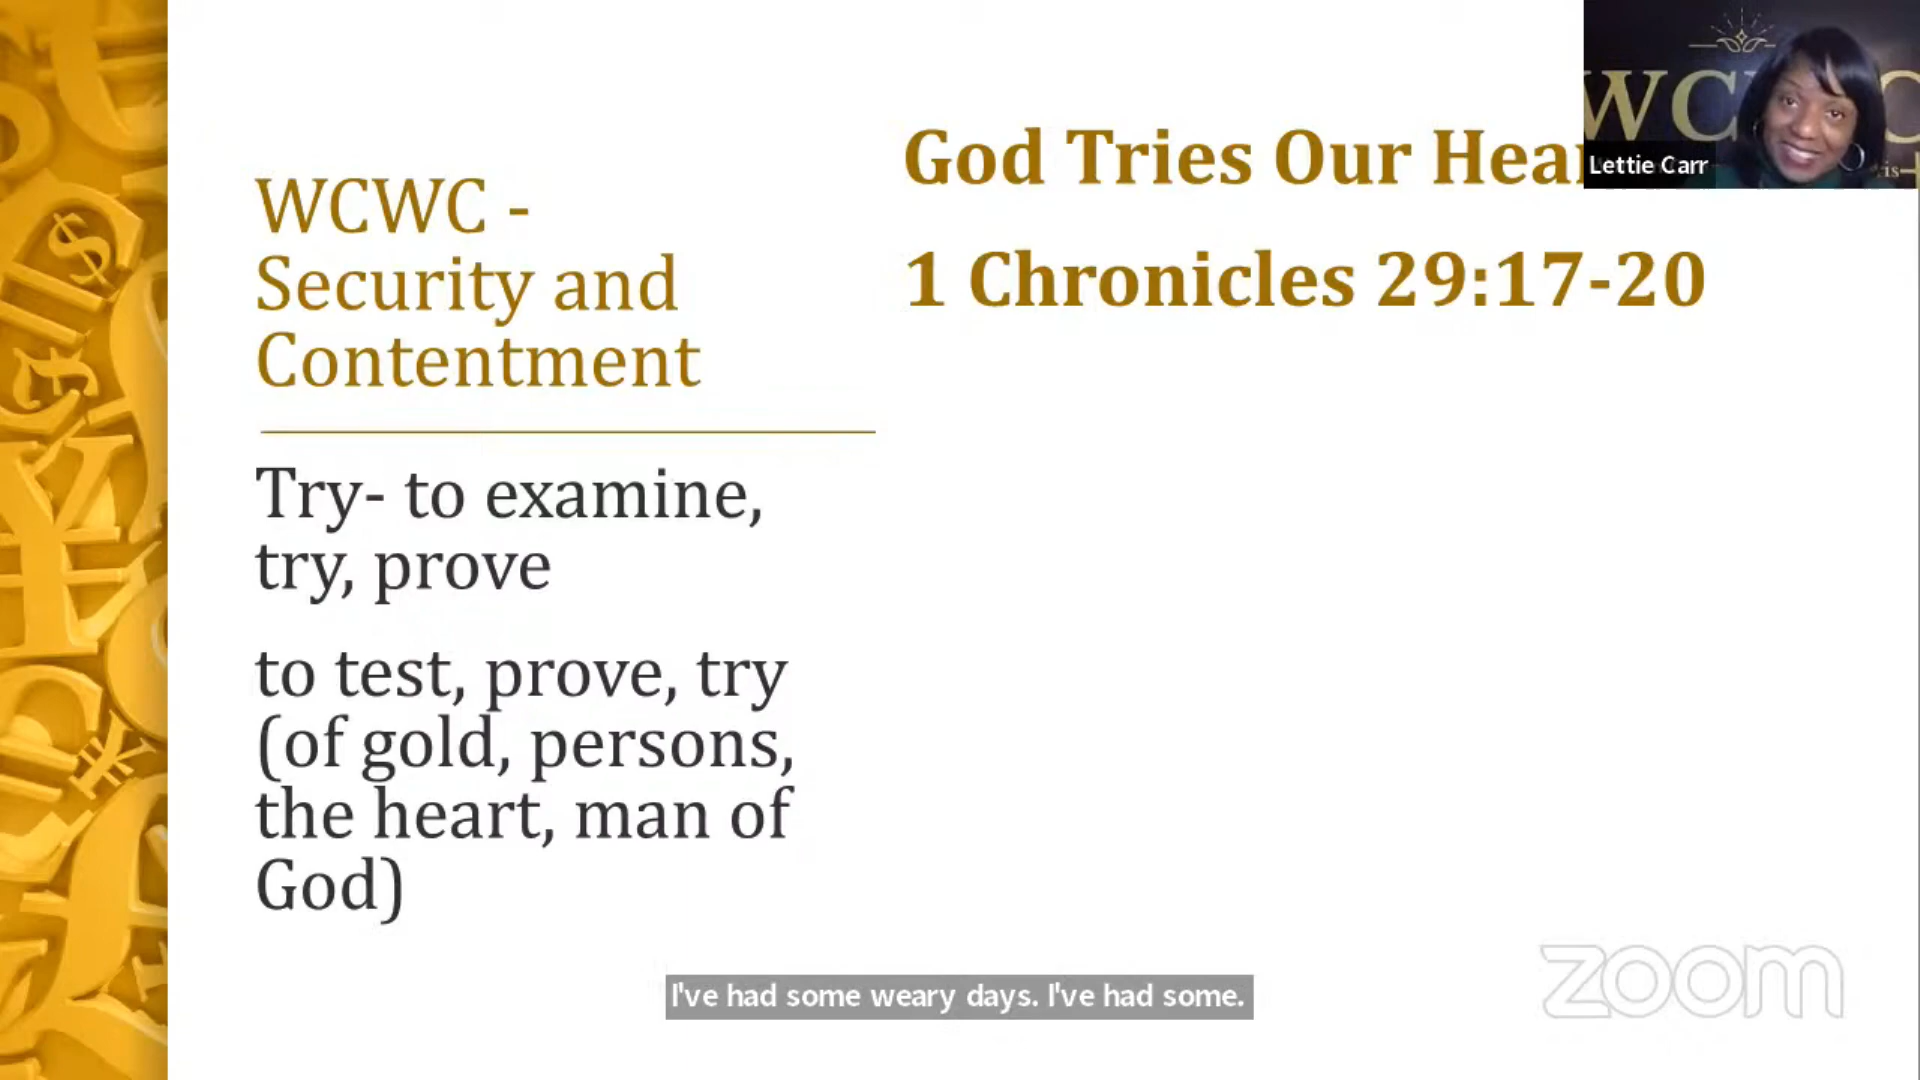 WCWC -
Security and
Contentment
Try- to examine,
try, prove
to test, prove, try
(of gold, persons,
the heart, man of
God)
God Tries Our Hear
1 Chronicles 29:17-20
WC
C
Lettie Carr
I've had some weary days. I've had some.
zoom